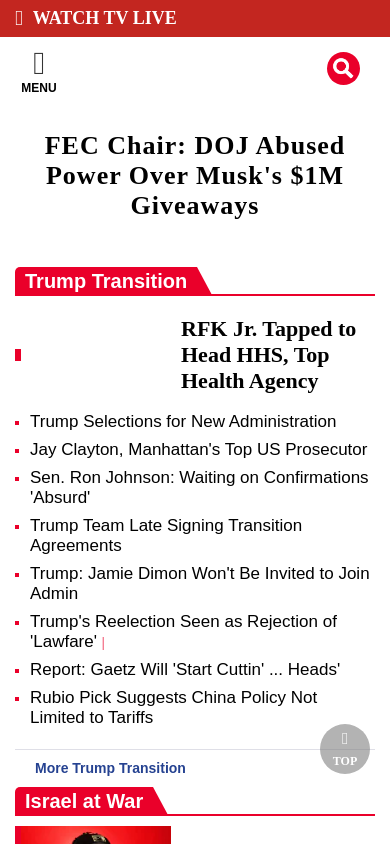 WATCH TV LIVE
MENU
FEC Chair: DOJ Abused
Power Over Musk's $1M
Giveaways
Trump Transition
RFK Jr. Tapped to
Head HHS, Top
Health Agency
Trump Selections for New Administration
Jay Clayton, Manhattan's Top US Prosecutor
Sen. Ron Johnson: Waiting on Confirmations
'Absurd'
Trump Team Late Signing Transition
Agreements
Trump: Jamie Dimon Won't Be Invited to Join
Admin
Trump's Reelection Seen as Rejection of
'Lawfare' |
Report: Gaetz Will 'Start Cuttin' ... Heads'
Rubio Pick Suggests China Policy Not
Limited to Tariffs
TOP
More Trump Transition
Israel at War